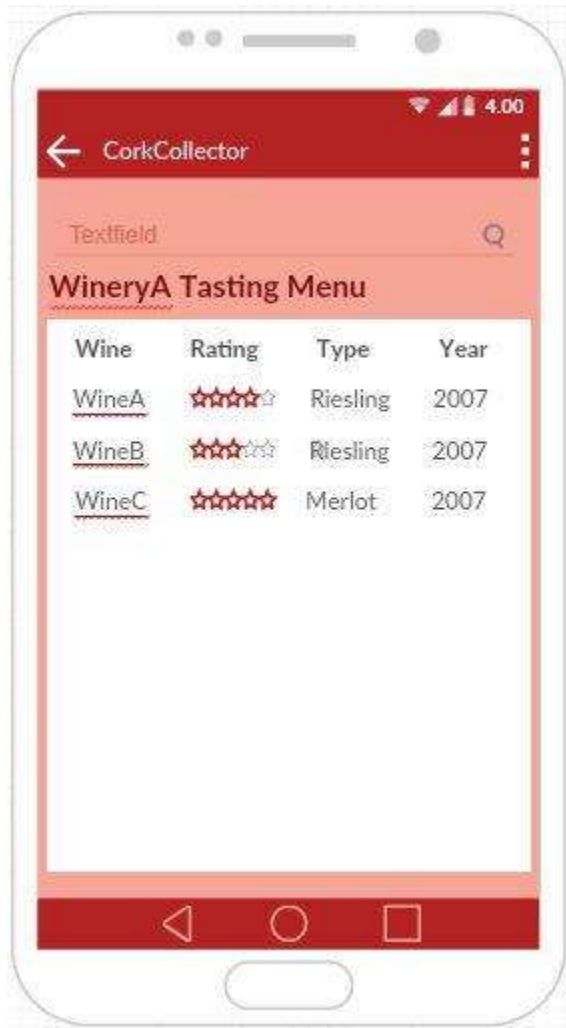 4.00
CorkCollector
Textfield
WineryA Tasting Menu
Wine Rating Type Year
WineA Riesling 2007
WineB Riesling 2007
WineC Merlot 2007